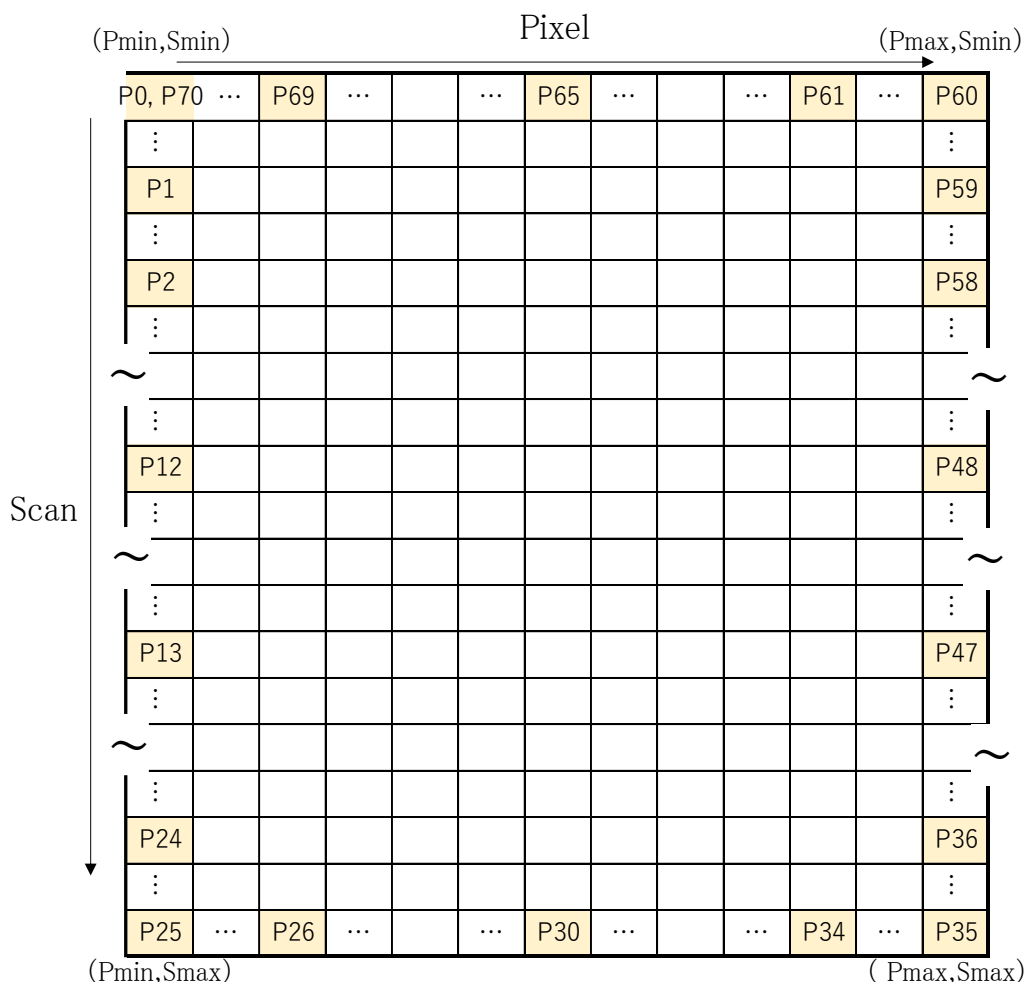 Pixel
(Pmin,Smin) (Pmax,Smin)
P0, P70 … P69 … … P65 … … P61 … P60
⋮ ⋮
P1 P59
⋮ ⋮
P2 P58
⋮ ⋮
~ ~
⋮ ⋮
P12 P48
Scan ⋮ ⋮
~ ~
⋮ ⋮
P13 P47
⋮ ⋮
~ ~
⋮ ⋮
P24 P36
⋮ ⋮
P25 … P26 … … P30 … … P34 … P35
(Pmin,Smax) ( Pmax,Smax)